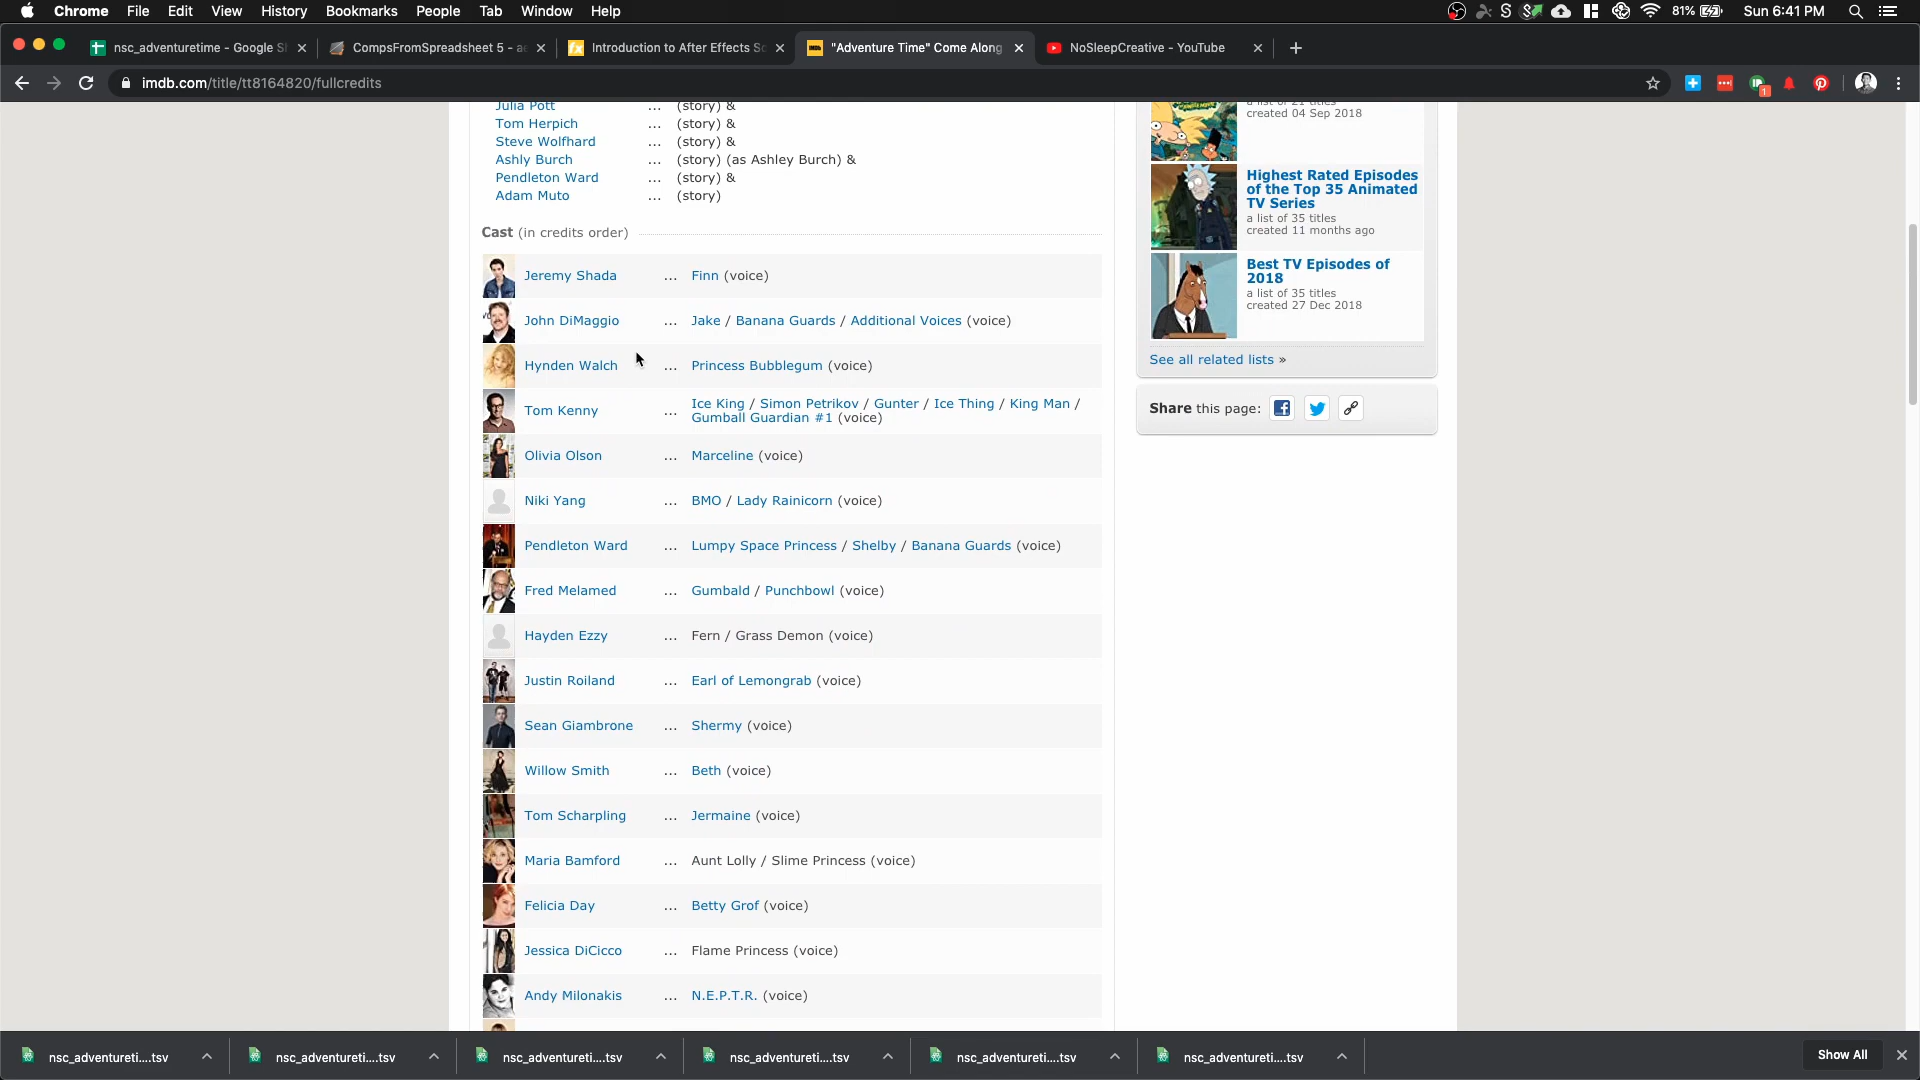 Chrome File Edit View History Bookmarks People Tab Window Help
81% Sun 6:41 PM
nsc_adventuretime - Google S
CompsFromSpreadsheet 5 - ae
Introduction to After Effects Sc
"Adventure Time" Come Along
NoSleepCreative - YouTube
imdb.com/title/tt8164820/fullcredits
1
Julia Pott ... (story) &
Tom Herpich ... (story) &
Steve Wolfhard ... (story) &
Ashly Burch ... (story) (as Ashley Burch) &
Pendleton Ward ... (story) &
Adam Muto ... (story)
Cast (in credits order)
Jeremy Shada ... Finn (voice)
John DiMaggio ... Jake / Banana Guards / Additional Voices (voice)
Hynden Walch ... Princess Bubblegum (voice)
Tom Kenny ... Ice King / Simon Petrikov / Gunter / Ice Thing / King Man /
Gumball Guardian #1 (voice)
Olivia Olson ... Marceline (voice)
Niki Yang ... BMO / Lady Rainicorn (voice)
Pendleton Ward ... Lumpy Space Princess / Shelby / Banana Guards (voice)
Fred Melamed ... Gumbald / Punchbowl (voice)
Hayden Ezzy ... Fern / Grass Demon (voice)
Justin Roiland ... Earl of Lemongrab (voice)
Sean Giambrone ... Shermy (voice)
Willow Smith ... Beth (voice)
Tom Scharpling ... Jermaine (voice)
Maria Bamford ... Aunt Lolly / Slime Princess (voice)
Felicia Day ... Betty Grof (voice)
Jessica DiCicco ... Flame Princess (voice)
Andy Milonakis ... N.E.P.T.R. (voice)
a list of 21 titles
created 04 Sep 2018
Highest Rated Episodes
of the Top 35 Animated
TV Series
a list of 35 titles
created 11 months ago
Best TV Episodes of
2018
a list of 35 titles
created 27 Dec 2018
See all related lists »
Share this page:
nsc_adventureti....tsv
nsc_adventureti....tsv
nsc_adventureti....tsv
nsc_adventureti....tsv
nsc_adventureti....tsv
nsc_adventureti....tsv
Show All